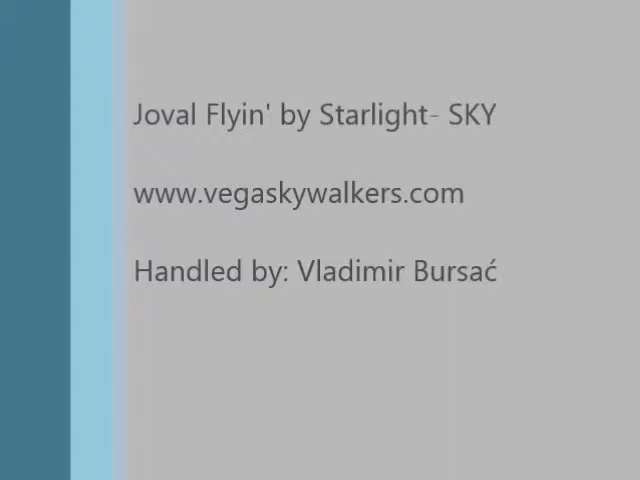 Joval Flyin' by Starlight- SKY
www.vegaskywalkers.com
Handled by: Vladimir Bursać